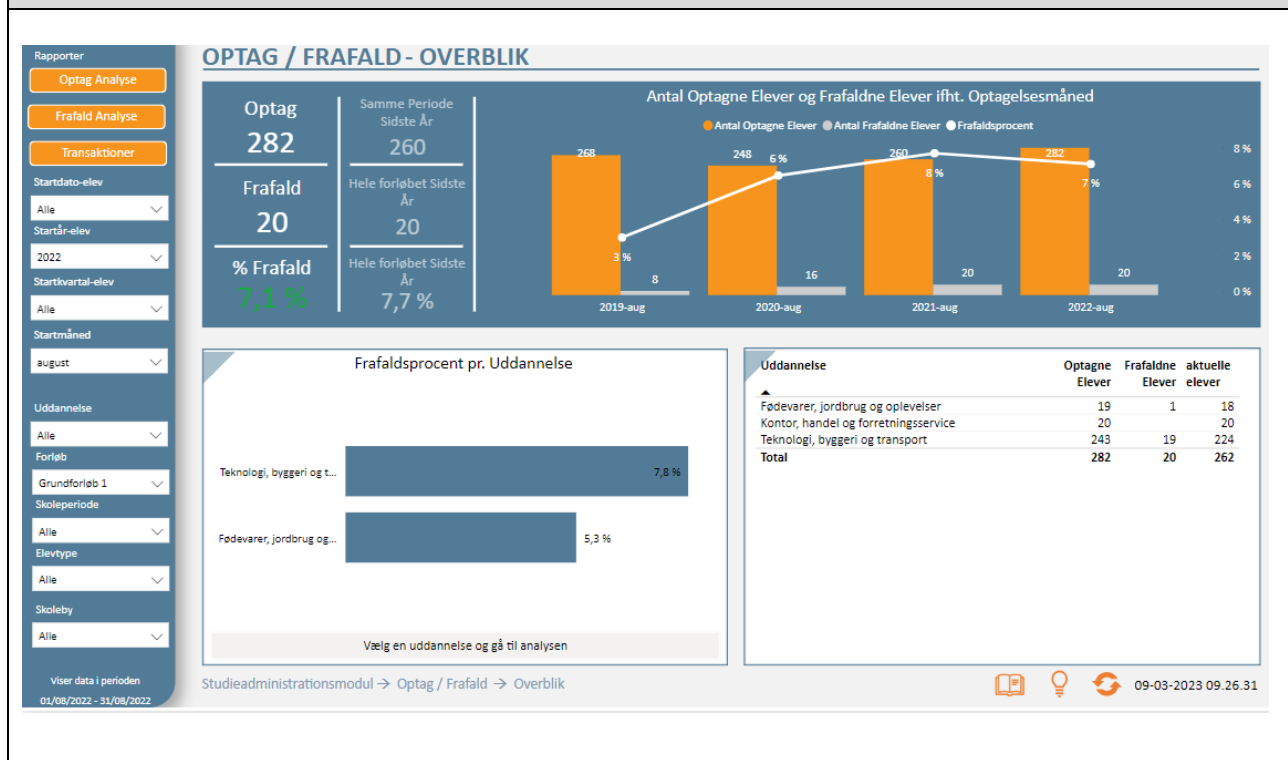 Rapporter
Optag Analyse
Frafald Analyse
Transaktioner
Startdato-elev
Alle
Startår-elev
2022
Startkvartal-elev
Alle
Startmåned
august
Uddannelse
Alle
Forløb
Grundforløb 1
Skoleperiode
Alle
Elevtype
Alle
Skoleby
Alle
Viser data i perioden
01/08/2022 - 31/08/2022
OPTAG / FRAFALD - OVERBLIK
Optag
282
Samme Periode
Sidste År
260
Frafald
20
Hele forløbet Sidste
År
20
% Frafald
7,1 %
Hele forløbet Sidste
År
7,7 %
Antal Optagne Elever og Frafaldne Elever ifht. Optagelsesmåned
Antal Optagne Elever Antal Frafaldne Elever Frafaldsprocent
268 248 6 % 260 282 8 %
8 % 7 % 6 %
4 %
3 % 2 %
8 16 20 20
0 %
2019-aug 2020-aug 2021-aug 2022-aug
Frafaldsprocent pr. Uddannelse
Teknologi, byggeri og t... 7,8 %
Fødevarer, jordbrug og... 5,3 %
Vælg en uddannelse og gå til analysen
Uddannelse Optagne Frafaldne aktuelle
Elever Elever elever
Fødevarer, jordbrug og oplevelser 19 1 18
Kontor, handel og forretningsservice 20 20
Teknologi, byggeri og transport 243 19 224
Total 282 20 262
Studieadministrationsmodul → Optag / Frafald → Overblik
09-03-2023 09.26.31